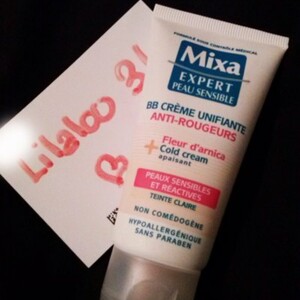 Mixa
EXPERT
PEAU SENSIBLE
BB CRÈME UNIFIANTE
ANTI-ROUGEURS
Fleur d'arnica
+ Cold cream
apaisant
PEAUX SENSIBLES
ET RÉACTIVES
TEINTE CLAIRE
NON COMÉDOGÈNE
HYPOALLERGÉNIQUE
SANS PARABEN
Lilaloo